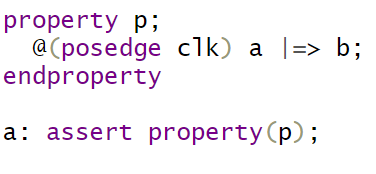 property p;
  @(posedge clk) a |=> b;
endproperty

a: assert property(p);